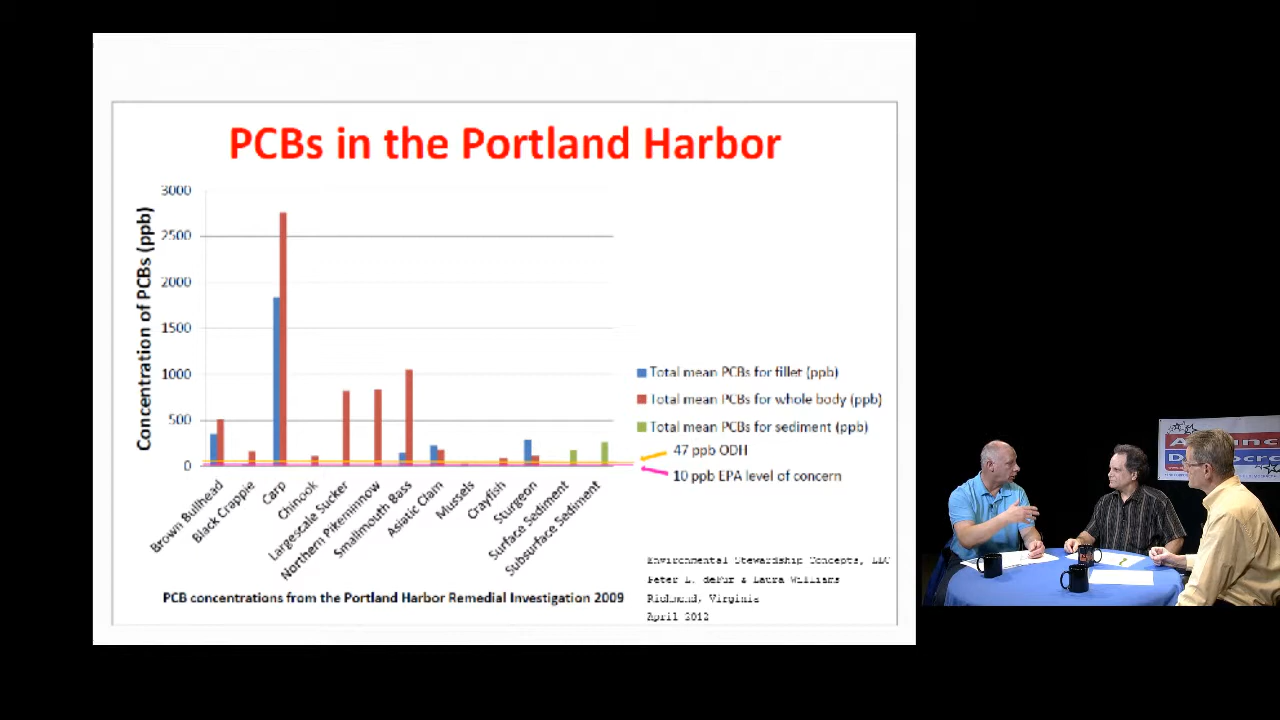 PCBs in the Portland Harbor
Concentration of PCBs (ppb)
3000
2500
2000
1500
1000
500
0
Brown Bullhead
Black Crappie
Carp
Chinook
Largescale Sucker
Northern Pikeminnow
Smallmouth Bass
Asiatic Clam
Mussels
Crayfish
Sturgeon
Surface Sediment
Subsurface Sediment
Total mean PCBs for fillet (ppb)
Total mean PCBs for whole body (ppb)
Total mean PCBs for sediment (ppb)
47 ppb ODH
10 ppb EPA level of concern
PCB concentrations from the Portland Harbor Remedial Investigation 2009
Environmental Stewardship Concepts, LLC
Peter L. deFur & Laura Williams
Richmond, Virginia
April 2012